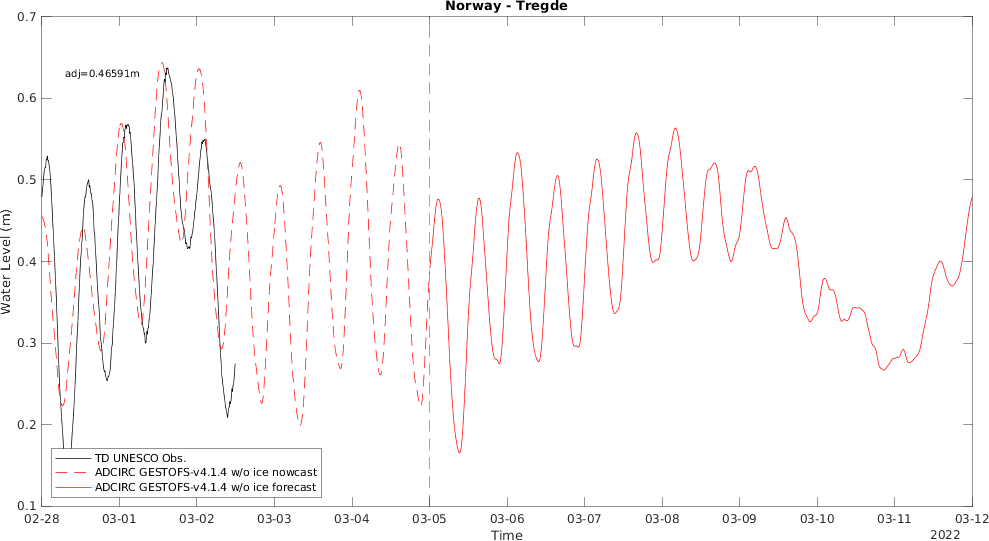 Norway - Tregde
0.7
0.6
0.5
0.4
0.3
0.2
0.1
Water Level (m)
adj=0.46591m
TD UNESCO Obs.
ADCIRC GESTOFS-v4.1.4 w/o ice nowcast
ADCIRC GESTOFS-v4.1.4 w/o ice forecast
02-28 03-01 03-02 03-03 03-04 03-05 03-06 03-07 03-08 03-09 03-10 03-11 03-12
Time
2022